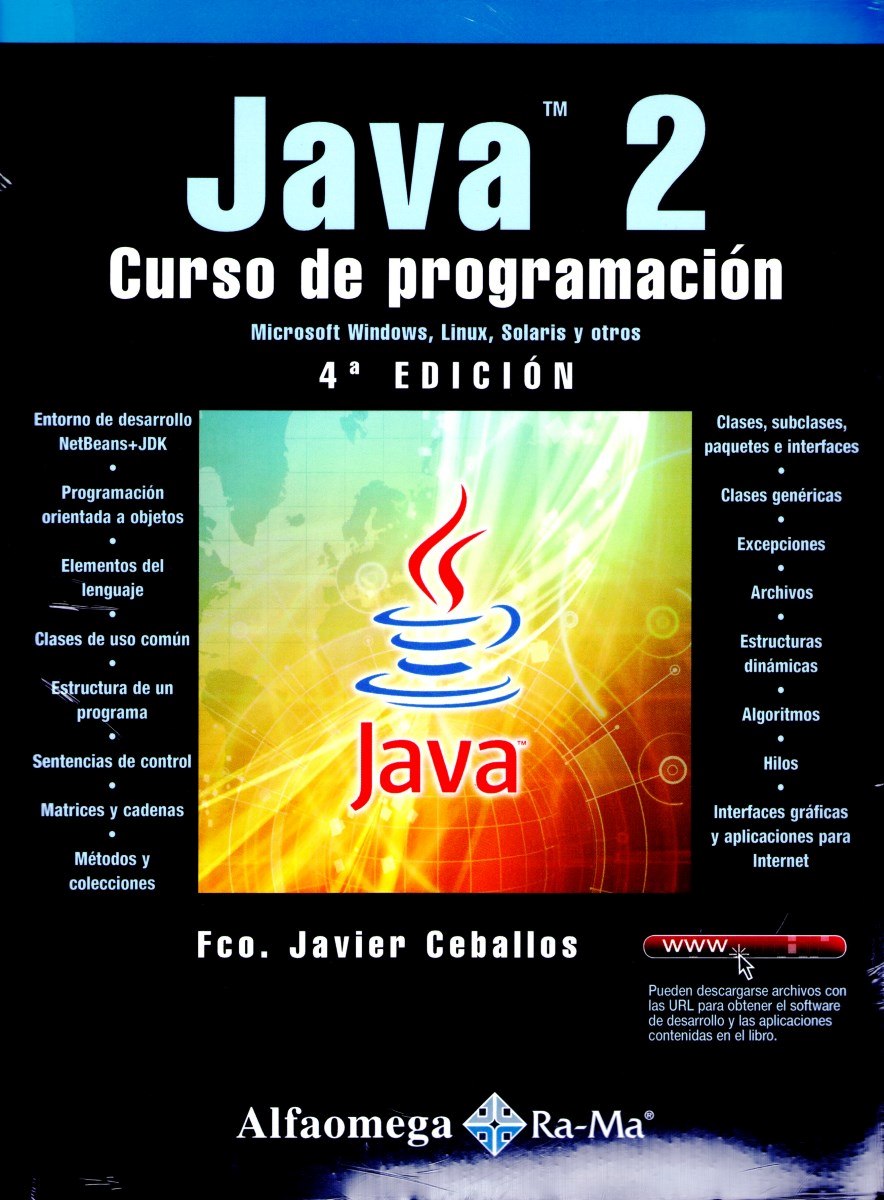 Java™ 2
Curso de programación
Microsoft Windows, Linux, Solaris y otros
4ª EDICIÓN
Entorno de desarrollo
NetBeans+JDK
•
Programación
orientada a objetos
•
Elementos del
lenguaje
•
Clases de uso común
•
Estructura de un
programa
•
Sentencias de control
•
Matrices y cadenas
•
Métodos y
colecciones
Clases, subclases,
paquetes e interfaces
•
Clases genéricas
•
Excepciones
•
Archivos
•
Estructuras
dinámicas
•
Algoritmos
•
Hilos
•
Interfaces gráficas
y aplicaciones para
Internet
Java™
Fco. Javier Ceballos
www
Pueden descargarse archivos con
las URL para obtener el software
de desarrollo y las aplicaciones
contenidas en el libro.
Alfaomega Ra-Ma®